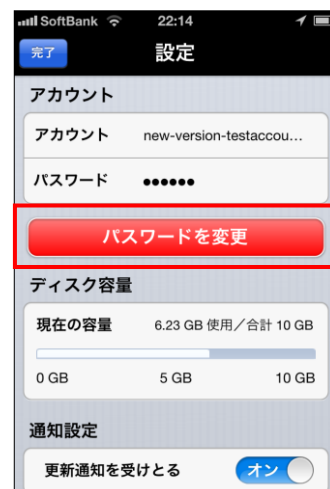 SoftBank 22:14
完了 設定
アカウント
アカウント new-version-testaccou...
パスワード ●●●●●●
パスワードを変更
ディスク容量
現在の容量 6.23 GB 使用／合計 10 GB
0 GB 5 GB 10 GB
通知設定
更新通知を受けとる オン